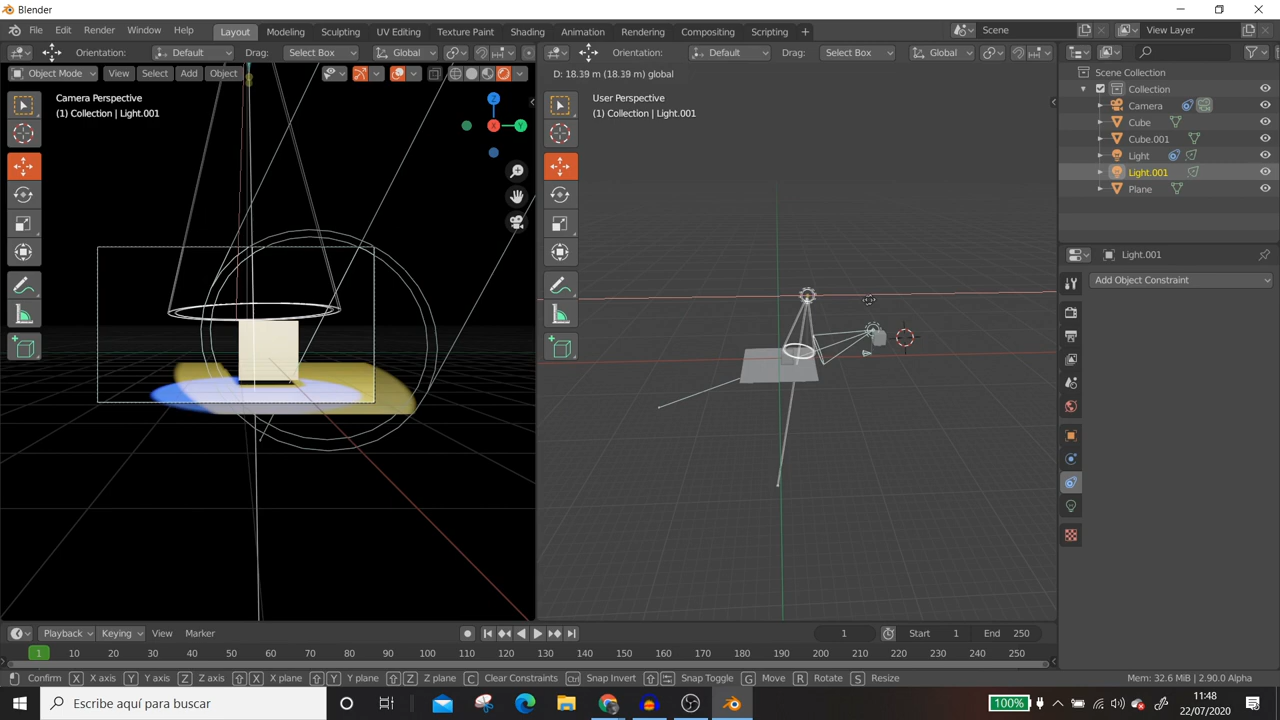 Blender
File Edit Render Window Help Layout Modeling Sculpting UV Editing Texture Paint Shading Animation Rendering Compositing Scripting + Scene View Layer
Orientation: Default Drag: Select Box Global Orientation: Default Drag: Select Box Global
Object Mode View Select Add Object D: 18.39 m (18.39 m) global Scene Collection
Collection
Camera Perspective User Perspective
(1) Collection | Light.001 (1) Collection | Light.001
Z
X
Y
Camera
Cube
Cube.001
Light
Light.001
Plane
Light.001
Add Object Constraint
Playback Keying View Marker 1 Start 1 End 250
1 10 20 30 40 50 60 70 80 90 100 110 120 130 140 150 160 170 180 190 200 210 220 230 240 250
Confirm X X axis Y Y axis Z Z axis X X plane Y Y plane Z Z plane C Clear Constraints Ctrl Snap Invert Snap Toggle G Move R Rotate S Resize Mem: 32.6 MiB | 2.90.0 Alpha
Escribe aquí para buscar 100% 11:48
22/07/2020